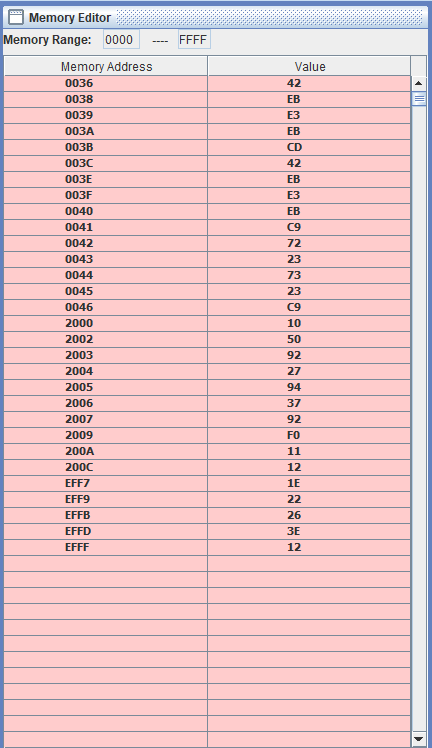 Memory Editor
Memory Range: 0000 ---- FFFF
Memory Address Value
0036 42
0038 EB
0039 E3
003A EB
003B CD
003C 42
003E EB
003F E3
0040 EB
0041 C9
0042 72
0043 23
0044 73
0045 23
0046 C9
2000 10
2002 50
2003 92
2004 27
2005 94
2006 37
2007 92
2009 F0
200A 11
200C 12
EFF7 1E
EFF9 22
EFFB 26
EFFD 3E
EFFF 12